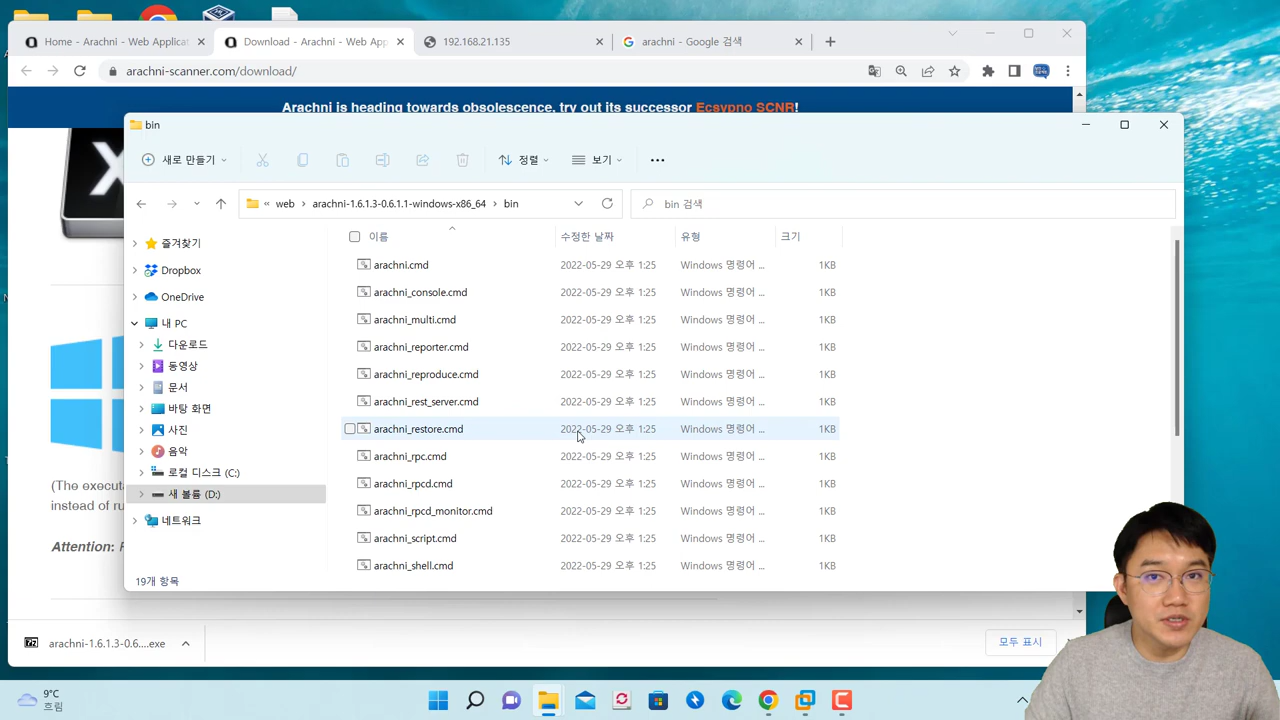 Home - Arachni - Web Applicat
Download - Arachni - Web App
192.168.21.135
arachni - Google 검색
arachni-scanner.com/download/
Arachni is heading towards obsolescence, try out its successor Ecsypno SCNR!
bin
새로 만들기
정렬
보기
« web > arachni-1.6.1.3-0.6.1.1-windows-x86_64 > bin
bin 검색
이름 수정한 날짜 유형 크기
즐겨찾기
Dropbox
OneDrive
내 PC
다운로드
동영상
문서
바탕 화면
사진
음악
로컬 디스크 (C:)
새 볼륨 (D:)
네트워크
arachni.cmd 2022-05-29 오후 1:25 Windows 명령어 ... 1KB
arachni_console.cmd 2022-05-29 오후 1:25 Windows 명령어 ... 1KB
arachni_multi.cmd 2022-05-29 오후 1:25 Windows 명령어 ... 1KB
arachni_reporter.cmd 2022-05-29 오후 1:25 Windows 명령어 ... 1KB
arachni_reproduce.cmd 2022-05-29 오후 1:25 Windows 명령어 ... 1KB
arachni_rest_server.cmd 2022-05-29 오후 1:25 Windows 명령어 ... 1KB
arachni_restore.cmd 2022-05-29 오후 1:25 Windows 명령어 ... 1KB
arachni_rpc.cmd 2022-05-29 오후 1:25 Windows 명령어 ... 1KB
arachni_rpcd.cmd 2022-05-29 오후 1:25 Windows 명령어 ... 1KB
arachni_rpcd_monitor.cmd 2022-05-29 오후 1:25 Windows 명령어 ... 1KB
arachni_script.cmd 2022-05-29 오후 1:25 Windows 명령어 ... 1KB
arachni_shell.cmd 2022-05-29 오후 1:25 Windows 명령어 ... 1KB
19개 항목
(The execut
instead of ru
Attention:
arachni-1.6.1.3-0.6....exe
모두 표시
9°C
흐림